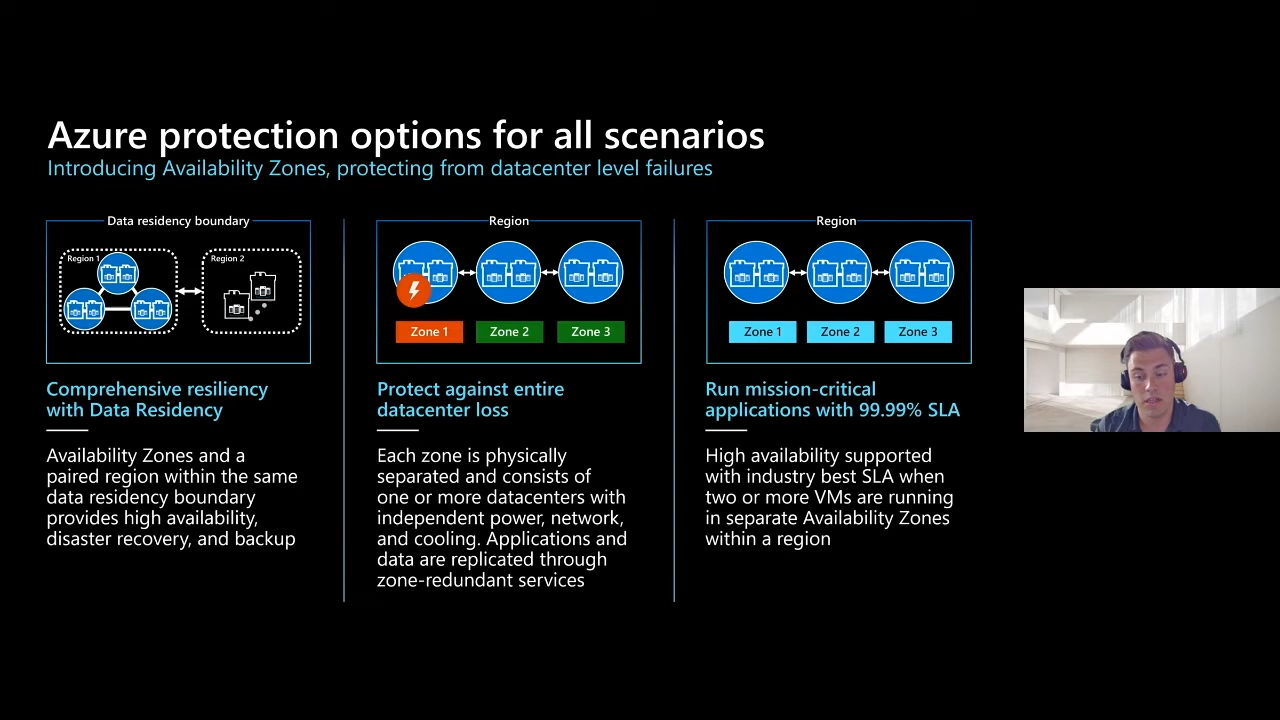 Azure protection options for all scenarios
Introducing Availability Zones, protecting from datacenter level failures
Data residency boundary
Region 1
Region 2
Comprehensive resiliency
with Data Residency
Availability Zones and a
paired region within the same
data residency boundary
provides high availability,
disaster recovery, and backup
Region
Zone 1
Zone 2
Zone 3
Protect against entire
datacenter loss
Each zone is physically
separated and consists of
one or more datacenters with
independent power, network,
and cooling. Applications and
data are replicated through
zone-redundant services
Region
Zone 1
Zone 2
Zone 3
Run mission-critical
applications with 99.99% SLA
High availability supported
with industry best SLA when
two or more VMs are running
in separate Availability Zones
within a region